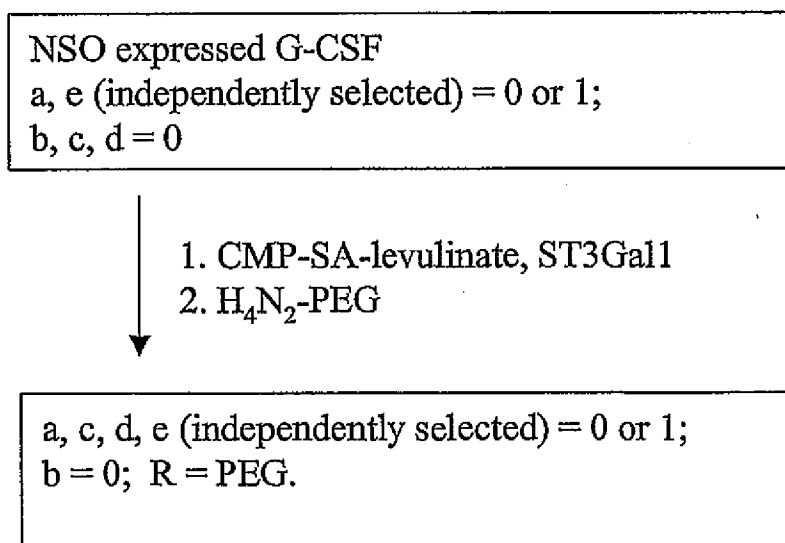 NSO expressed G-CSF
a, e (independently selected) = 0 or 1;
b, c, d = 0
1. CMP-SA-levulinate, ST3Gal1
2. H₄N₂-PEG
a, c, d, e (independently selected) = 0 or 1;
b = 0; R = PEG.